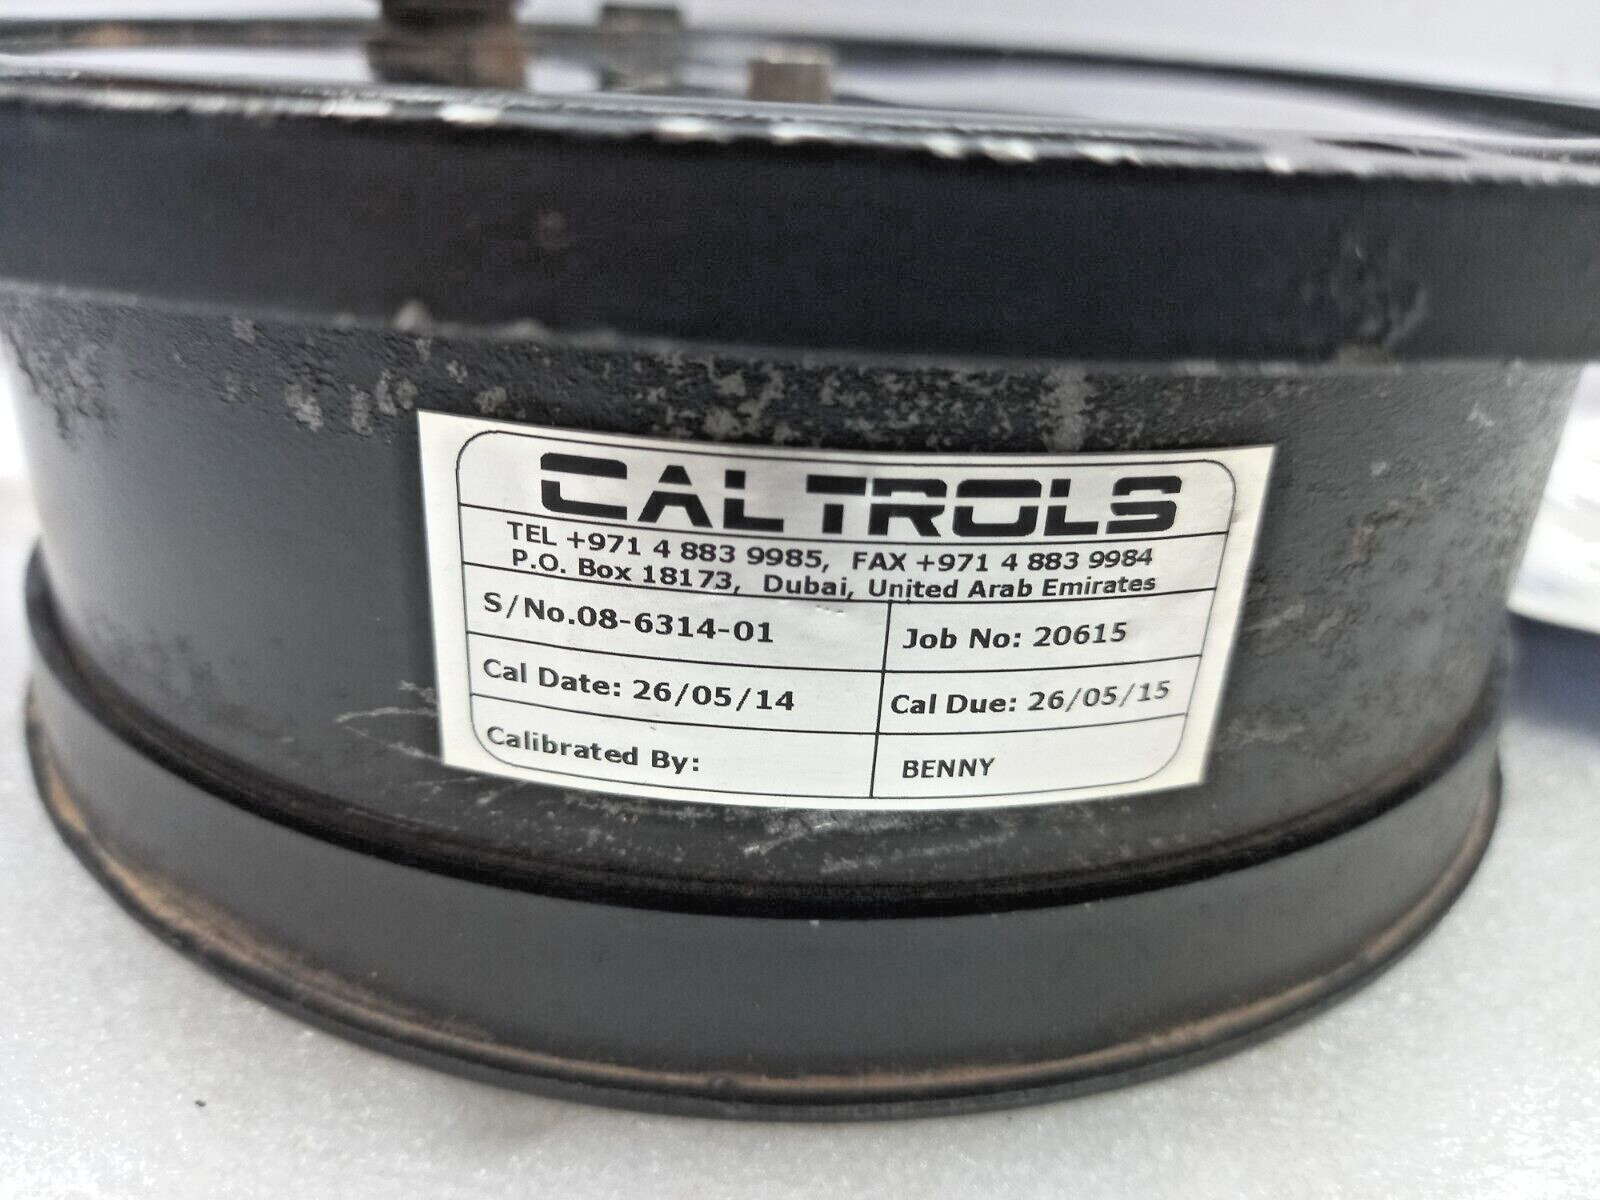 CALTROLS
TEL +971 4 883 9985, FAX +971 4 883 9984
P.O. Box 18173, Dubai, United Arab Emirates
S/No.08-6314-01
Job No: 20615
Cal Date: 26/05/14
Cal Due: 26/05/15
Calibrated By:
BENNY